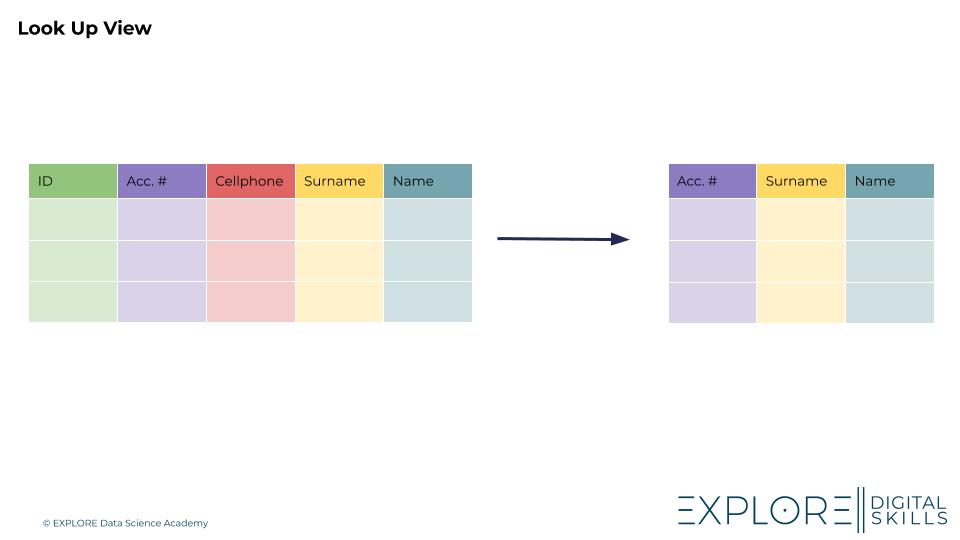 Look Up View
ID Acc. # Cellphone Surname Name
Acc. # Surname Name
© EXPLORE Data Science Academy
EXPLORE DIGITAL SKILLS